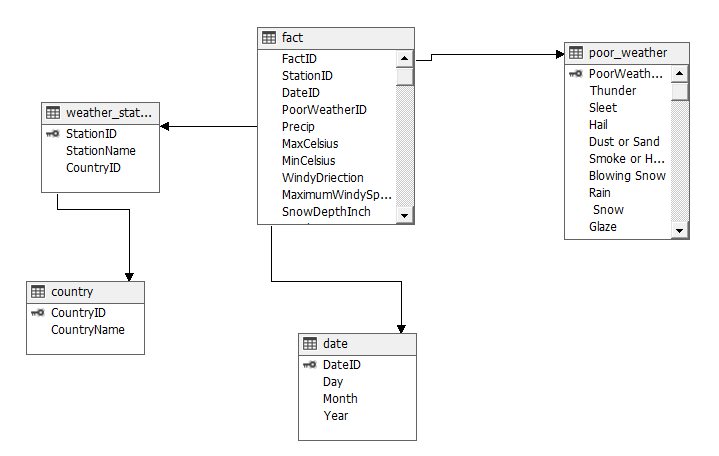 fact
FactID
StationID
DateID
PoorWeatherID
Precip
MaxCelsius
MinCelsius
WindyDriection
MaximumWindySp...
SnowDepthInch
poor_weather
PoorWeath...
Thunder
Sleet
Hail
Dust or Sand
Smoke or H...
Blowing Snow
Rain
Snow
Glaze
weather_stat...
StationID
StationName
CountryID
country
CountryID
CountryName
date
DateID
Day
Month
Year